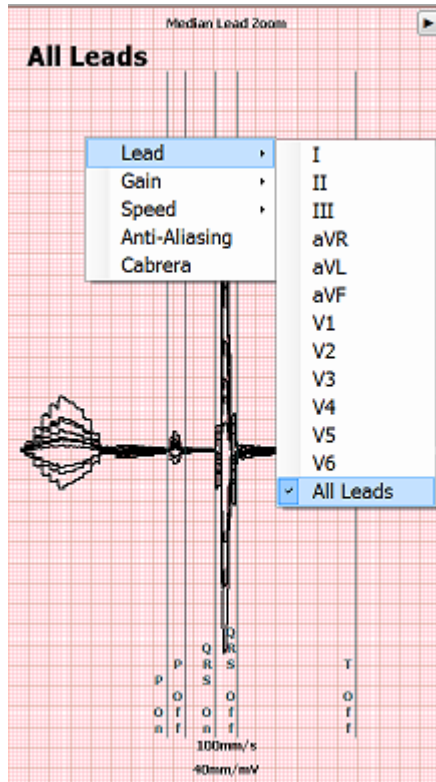 Median Lead Zoom
All Leads
Lead
Gain
Speed
Anti-Aliasing
Cabrera
I
II
III
aVR
aVL
aVF
V1
V2
V3
V4
V5
V6
All Leads
P On
P Off
QRS On
QRS Off
T Off
100mm/s
40mm/mV